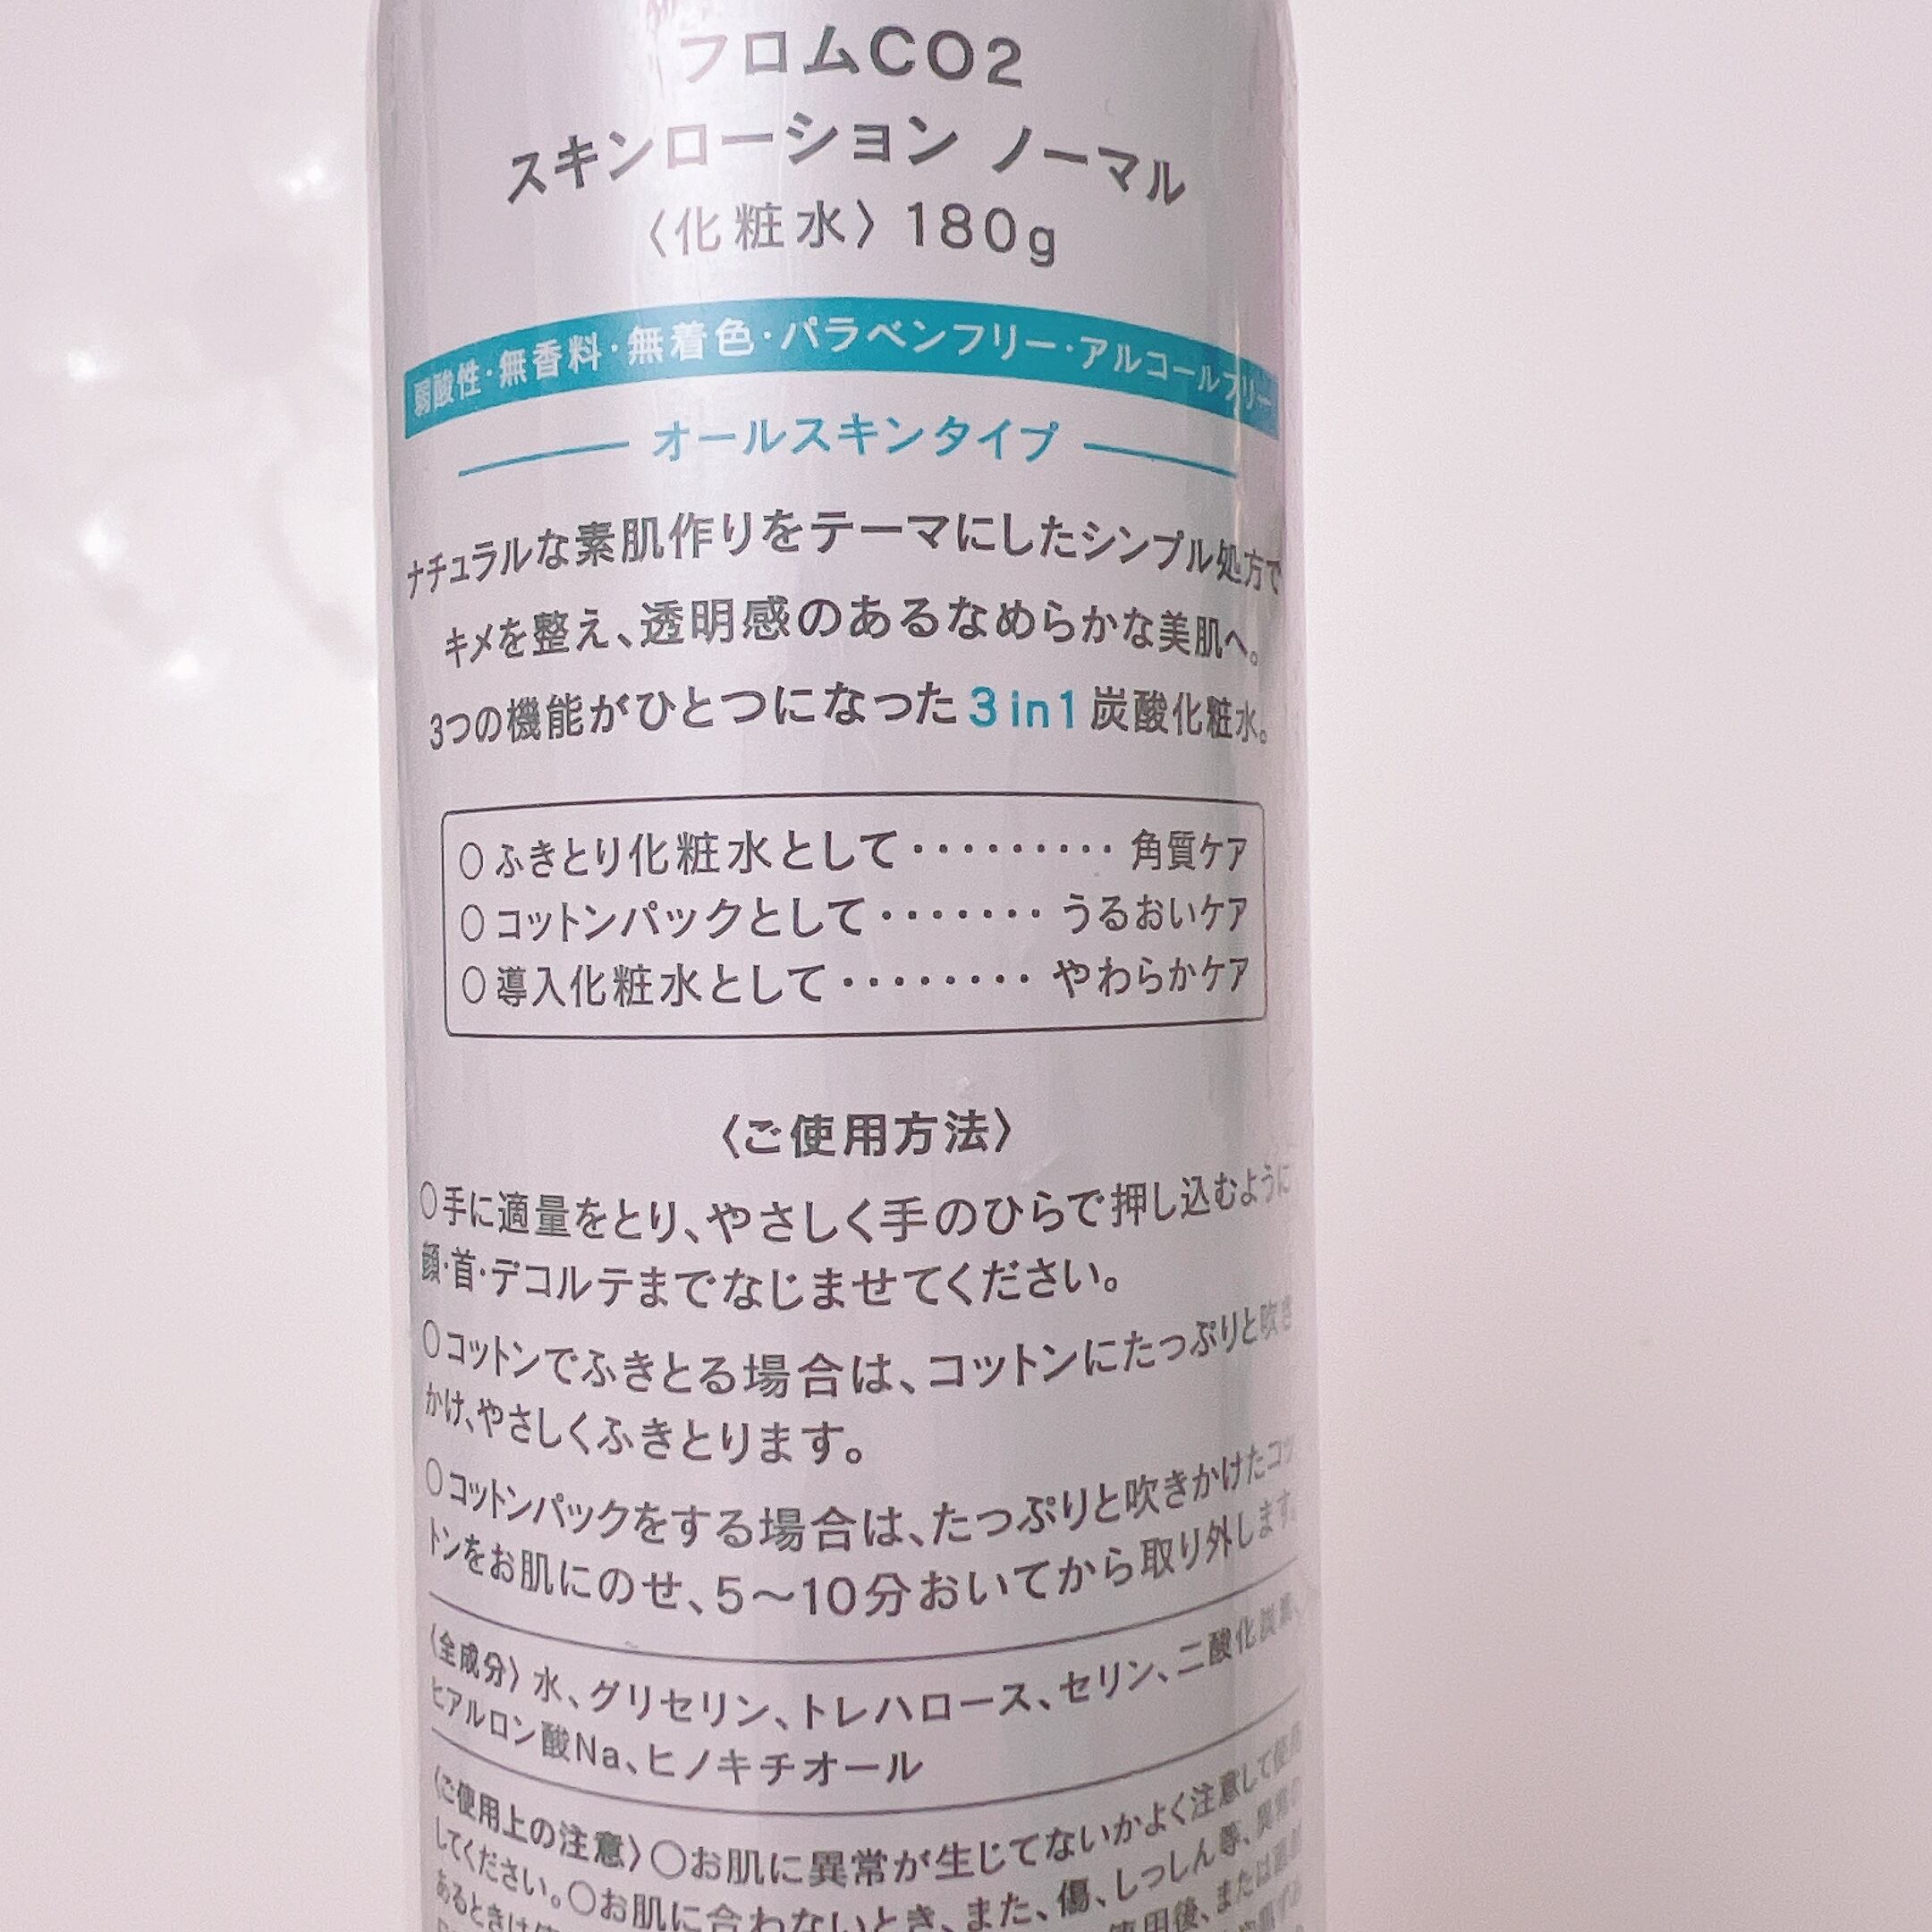 フロムCO2
スキンローション ノーマル
〈化粧水〉180g
弱酸性・無香料・無着色・パラベンフリー・アルコールフリー
オールスキンタイプ
ナチュラルな素肌作りをテーマにしたシンプル処方で
キメを整え、透明感のあるなめらかな美肌へ。
3つの機能がひとつになった3in1炭酸化粧水。
○ふきとり化粧水として・・・・・・・・・角質ケア
○コットンパックとして・・・・・・・うるおいケア
○導入化粧水として・・・・・・・・やわらかケア
〈ご使用方法〉
○手に適量をとり、やさしく手のひらで押し込むように
顔・首・デコルテまでなじませてください。
○コットンでふきとる場合は、コットンにたっぷりと吹き
かけ、やさしくふきとります。
○コットンパックをする場合は、たっぷりと吹きかけたコッ
トンをお肌にのせ、5〜10分おいてから取り外します。
〈全成分〉水、グリセリン、トレハロース、セリン、二酸化炭素、
ヒアルロン酸Na、ヒノキチオール
〈ご使用上の注意〉○お肌に異常が生じてないかよく注意して使用
してください。○お肌に合わないとき、また、傷、しっしん等、異常の
あるときは 使用後、または